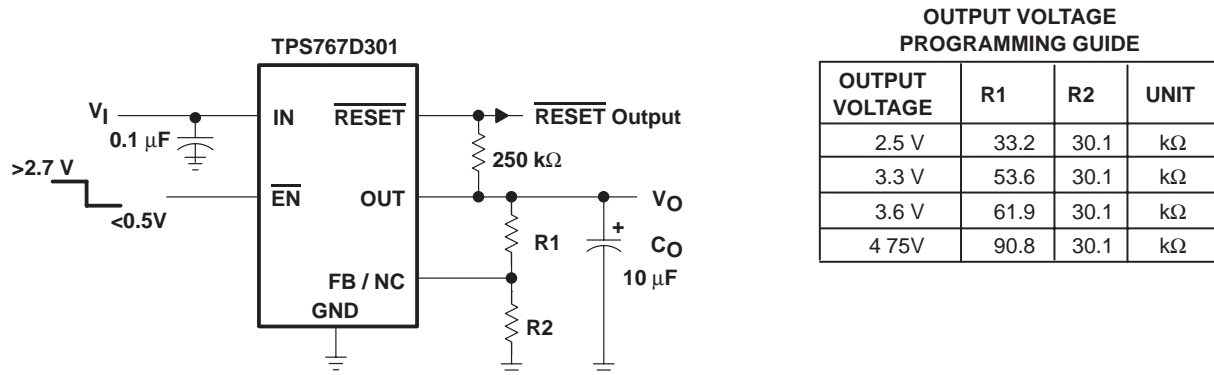 TPS767D301
VI
0.1 μF
>2.7 V
<0.5V
IN
RESET
EN
OUT
FB / NC
GND
RESET Output
250 kΩ
VO
R1
+
CO
10 μF
R2
OUTPUT VOLTAGE
PROGRAMMING GUIDE
OUTPUT VOLTAGE R1 R2 UNIT
2.5 V 33.2 30.1 kΩ
3.3 V 53.6 30.1 kΩ
3.6 V 61.9 30.1 kΩ
4 75V 90.8 30.1 kΩ